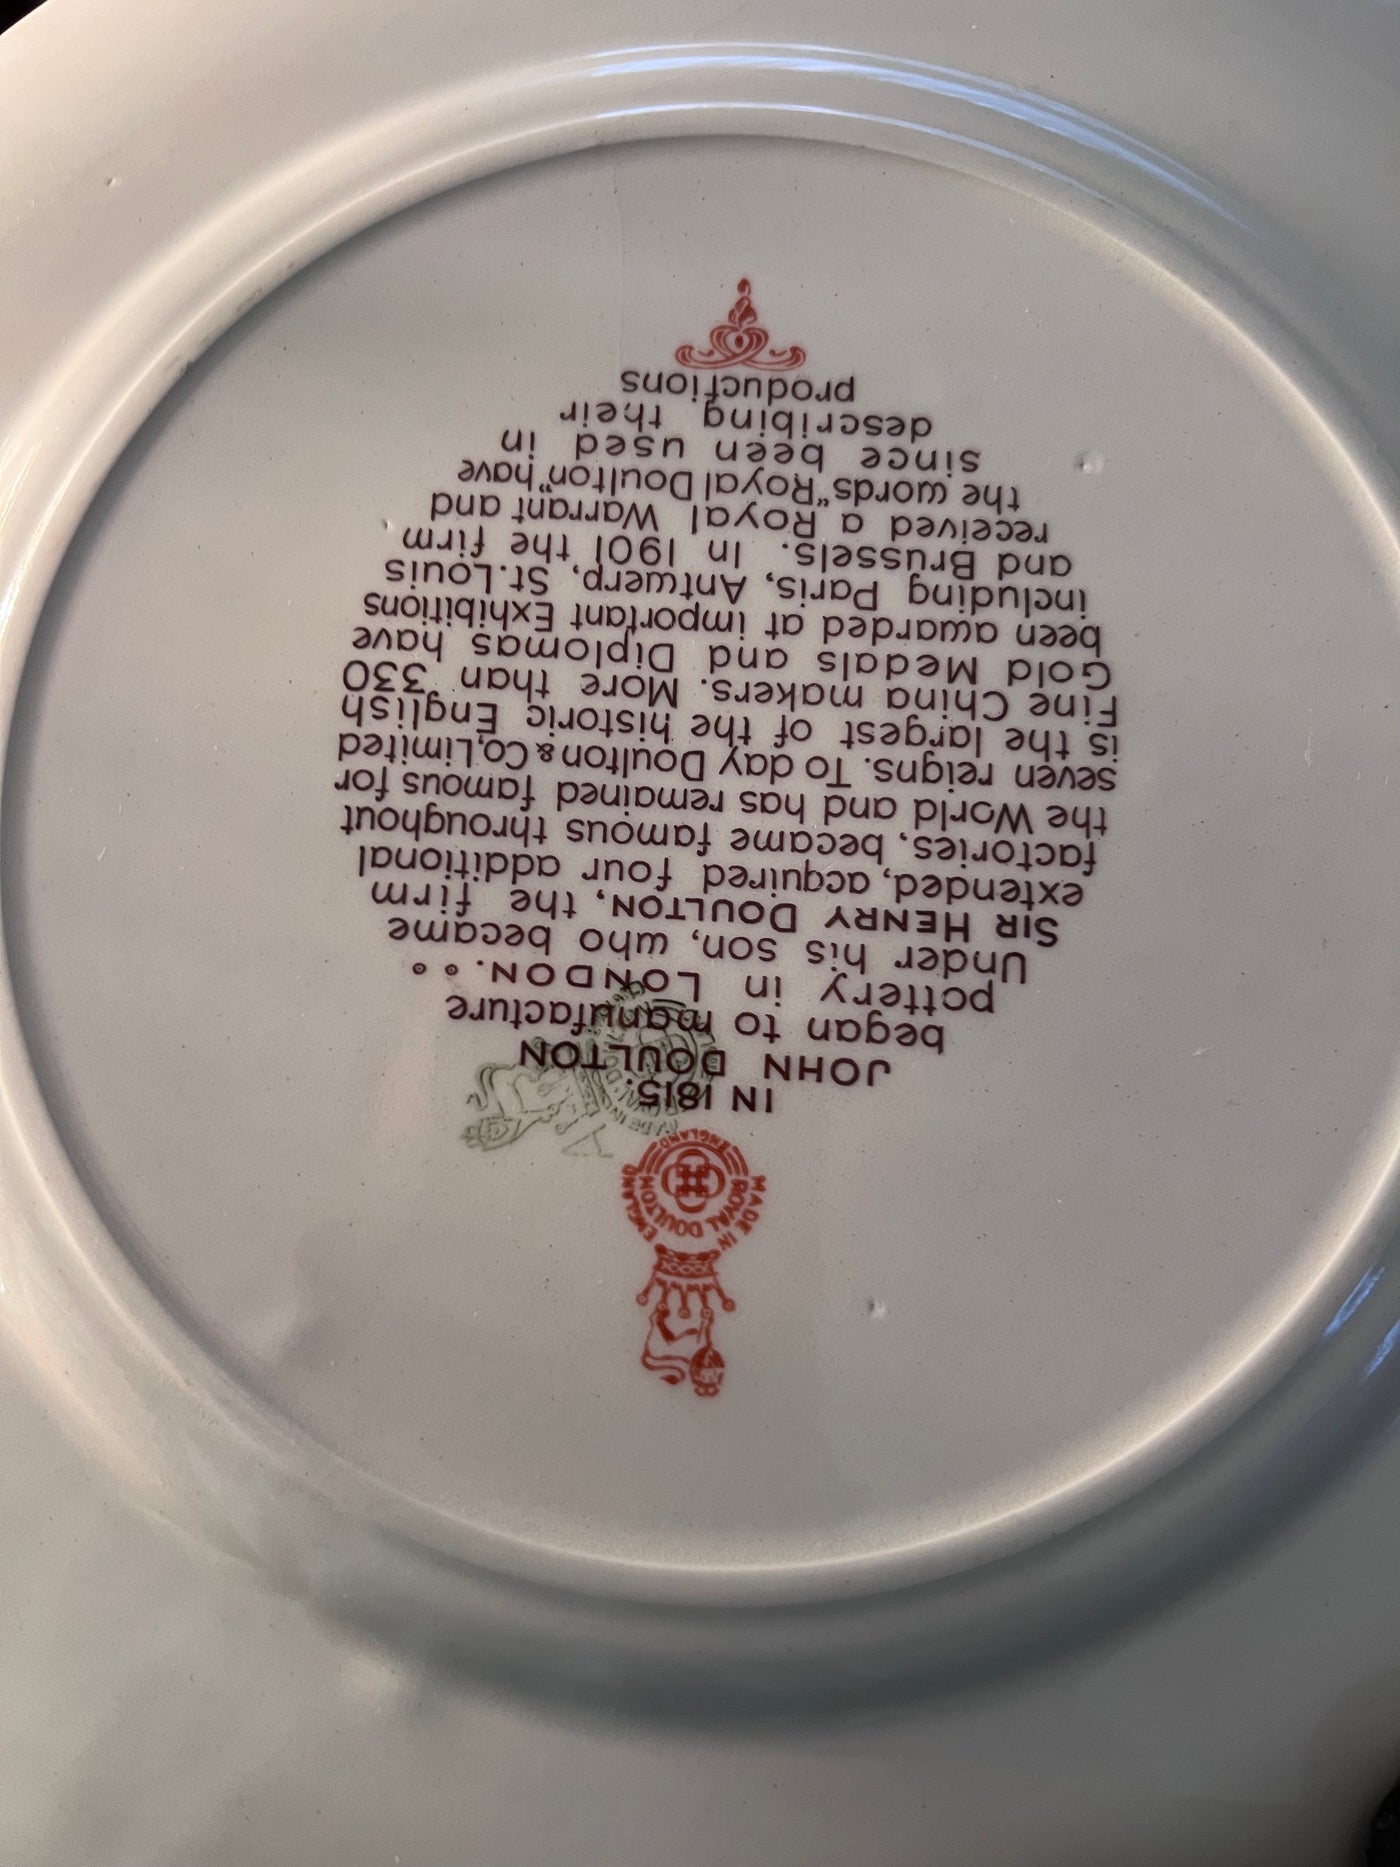 MADE IN ENGLAND
ROYAL DOULTON
ENGLAND
IN 1815.
JOHN DOULTON
began to manufacture
pottery in LONDON. . .
Under his son, who became
SIR HENRY DOULTON, the firm
extended, acquired four additional
factories, became famous throughout
the World and has remained famous for
seven reigns. To day Doulton & Co, Limited
is the largest of the historic English
Fine China makers. More than 330
Gold Medals and Diplomas have
been awarded at important Exhibitions
including Paris, Antwerp, St. Louis
and Brussels. In 1901 the firm
received a Royal Warrant and
the words "Royal Doulton" have
since been used in
describing their
productions
MADE IN